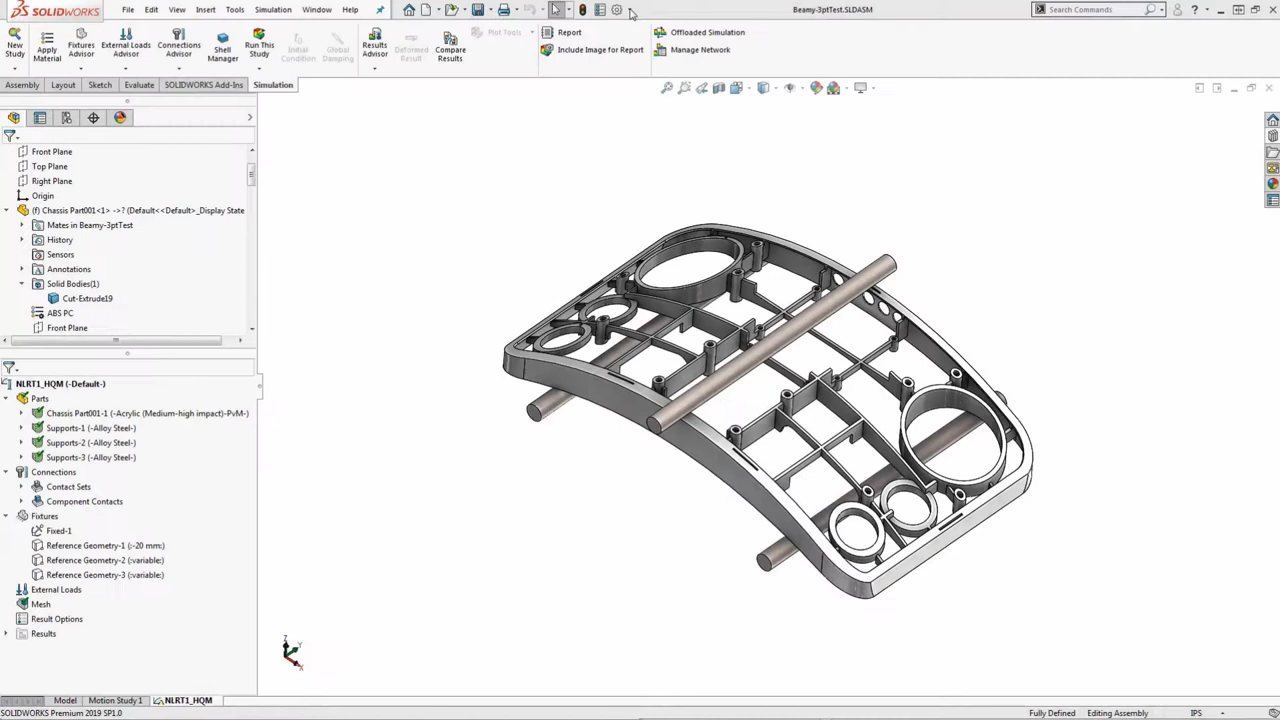 SOLIDWORKS File Edit View Insert Tools Simulation Window Help Beamy-3ptTest.SLDASM Search Commands
New Study
Apply Material
Fixtures Advisor
External Loads Advisor
Connections Advisor
Shell Manager
Run This Study
Initial Condition
Global Damping
Results Advisor
Deformed Result
Compare Results
Plot Tools
Report
Include Image for Report
Offloaded Simulation
Manage Network
Assembly Layout Sketch Evaluate SOLIDWORKS Add-Ins Simulation
Front Plane
Top Plane
Right Plane
Origin
(f) Chassis Part001<1> ->? (Default<<Default>_Display State
Mates in Beamy-3ptTest
History
Sensors
Annotations
Solid Bodies(1)
Cut-Extrude19
ABS PC
Front Plane
NLRT1_HQM (-Default-)
Parts
Chassis Part001-1 (-Acrylic (Medium-high impact)-PvM-)
Supports-1 (-Alloy Steel-)
Supports-2 (-Alloy Steel-)
Supports-3 (-Alloy Steel-)
Connections
Contact Sets
Component Contacts
Fixtures
Fixed-1
Reference Geometry-1 (:-20 mm:)
Reference Geometry-2 (:variable:)
Reference Geometry-3 (:variable:)
External Loads
Mesh
Result Options
Results
Z
Y
X
Model Motion Study 1 NLRT1_HQM
SOLIDWORKS Premium 2019 SP1.0 Fully Defined Editing Assembly IPS